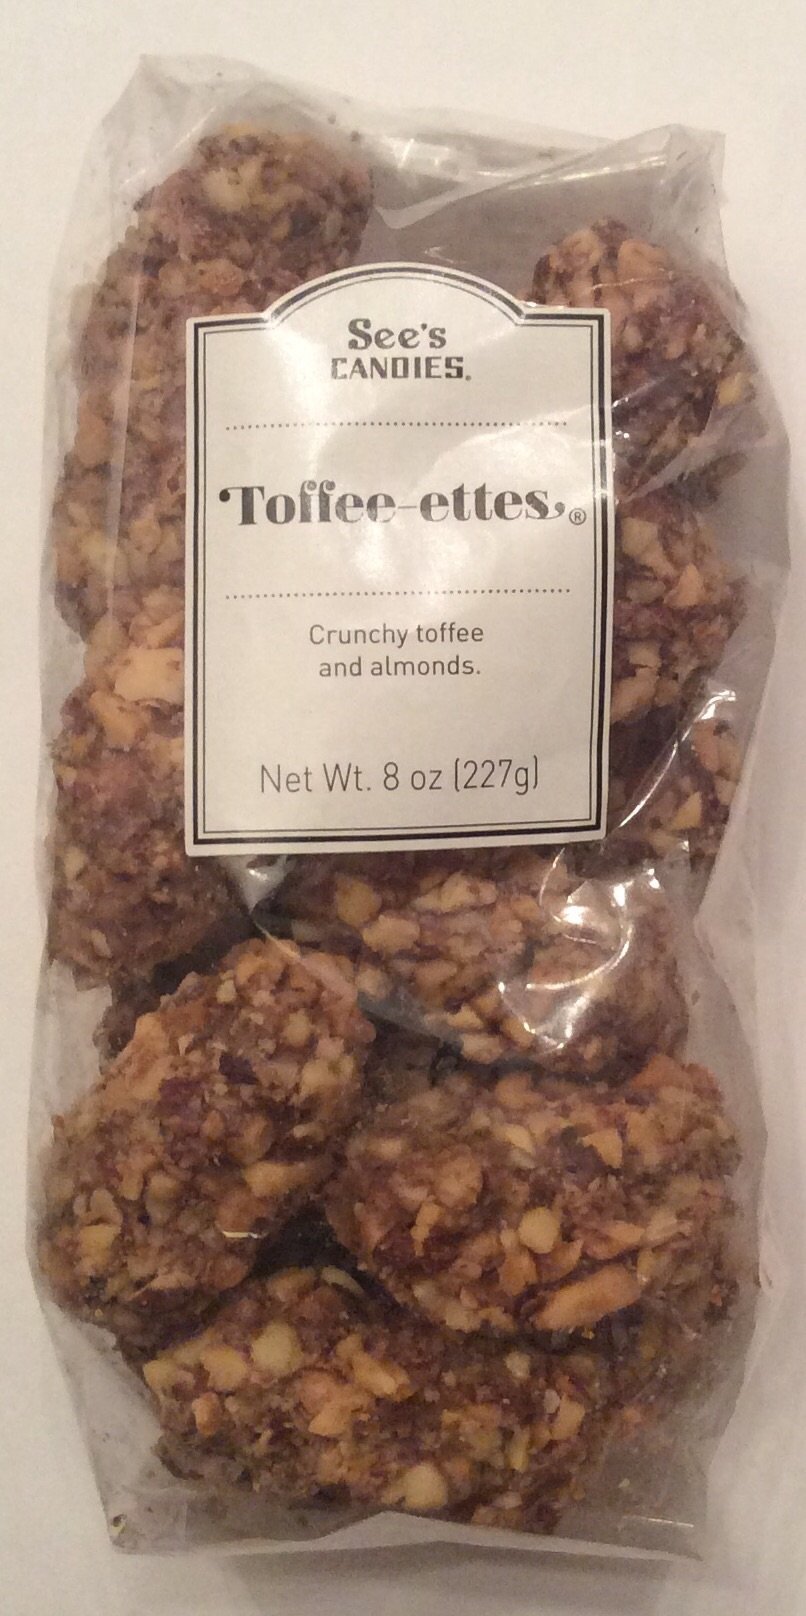 See's
CANDIES®
Toffee-ettes®
Crunchy toffee
and almonds.
Net Wt. 8 oz (227g)